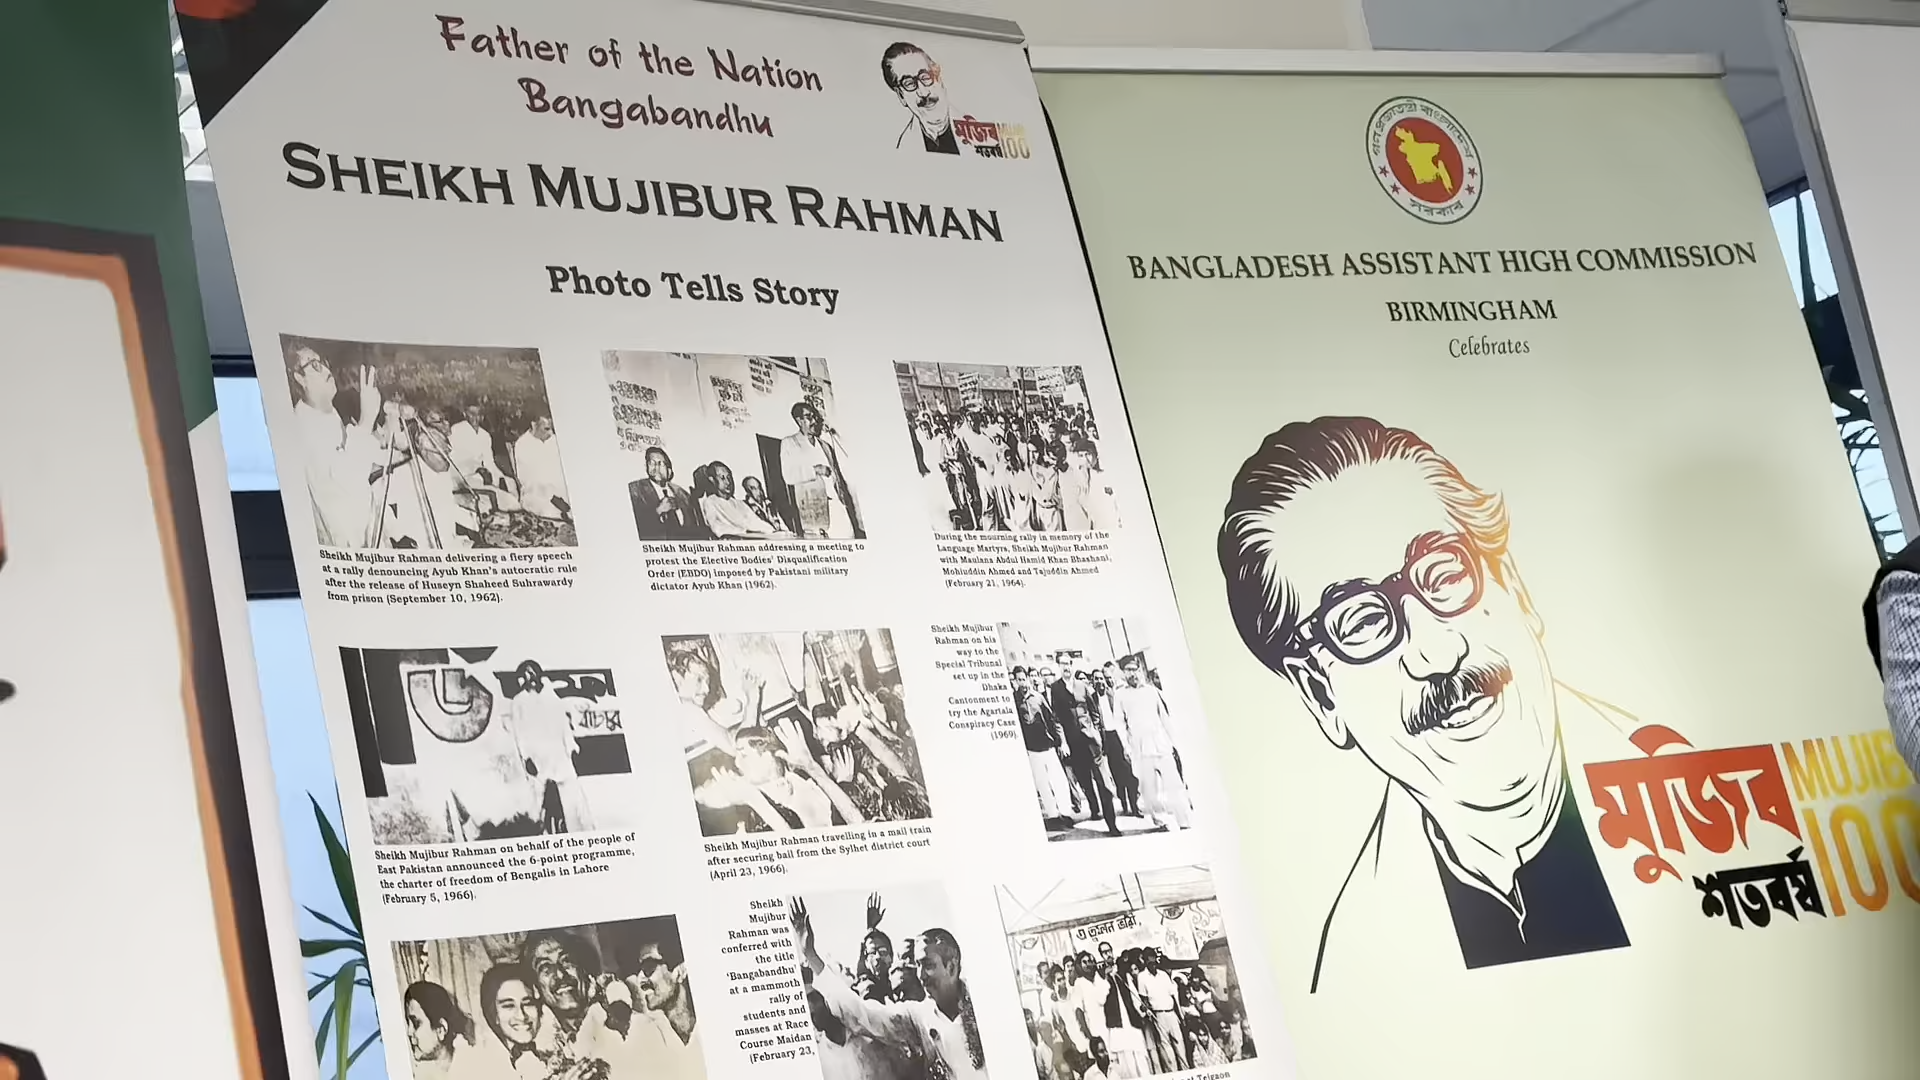 Father of the Nation
Bangabandhu
SHEIKH MUJIBUR RAHMAN
মুজিব
শতবর্ষ
MUJIB
100
Photo Tells Story
Sheikh Mujibur Rahman delivering a fiery speech
at a rally denouncing Ayub Khan's autocratic rule
after the release of Huseyn Shaheed Suhrawardy
from prison (September 10, 1962).
Sheikh Mujibur Rahman addressing a meeting to
protest the Elective Bodies' Disqualification
Order (EBDO) imposed by Pakistani military
dictator Ayub Khan (1962).
During the mourning rally in memory of the
Language Martyrs, Sheikh Mujibur Rahman
with Maulana Abdul Hamid Khan Bhashani,
Mohiuddin Ahmed and Tajuddin Ahmed
(February 21, 1964).
Sheikh Mujibur Rahman on behalf of the people of
East Pakistan announced the 6-point programme,
the charter of freedom of Bengalis in Lahore
(February 5, 1966).
Sheikh Mujibur Rahman travelling in a mail train
after securing bail from the Sylhet district court
(April 23, 1966).
Sheikh Mujibur
Rahman on his
way to the
Special Tribunal
set up in the
Dhaka
Cantonment to
try the Agartala
Conspiracy Case
(1969).
Sheikh
Mujibur
Rahman was
conferred with
the title
'Bangabandhu'
at a mammoth
rally of
students and
masses at Race
Course Maidan
(February 23,
at Tejgaon
গণপ্রজাতন্ত্রী বাংলাদেশ
সরকার
BANGLADESH ASSISTANT HIGH COMMISSION
BIRMINGHAM
Celebrates
মুজিব
শতবর্ষ
MUJIB
100